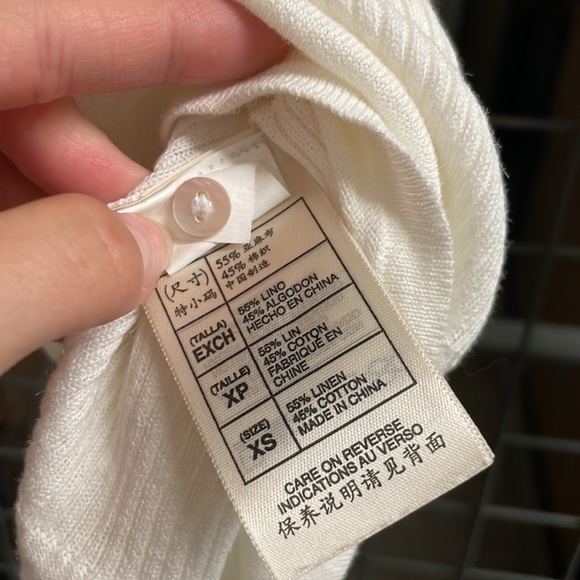 (尺寸)
特小码
55% 亚麻布
45% 棉织
中国制造
(TALLA)
EXCH
55% LINO
45% ALGODON
HECHO EN CHINA
(TAILLE)
XP
55% LIN
45% COTON
FABRIQUÉ EN
CHINE
(SIZE)
XS
55% LINEN
45% COTTON
MADE IN CHINA
CARE ON REVERSE
INDICATIONS AU VERSO
保养说明请见背面